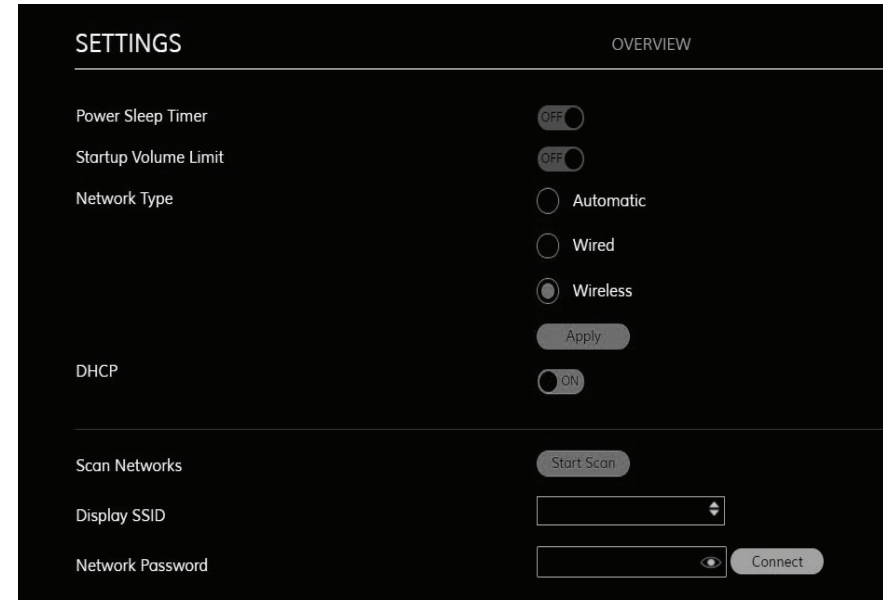 SETTINGS OVERVIEW
Power Sleep Timer OFF
Startup Volume Limit OFF
Network Type Automatic
Wired
Wireless
Apply
DHCP ON
Scan Networks Start Scan
Display SSID
Network Password Connect